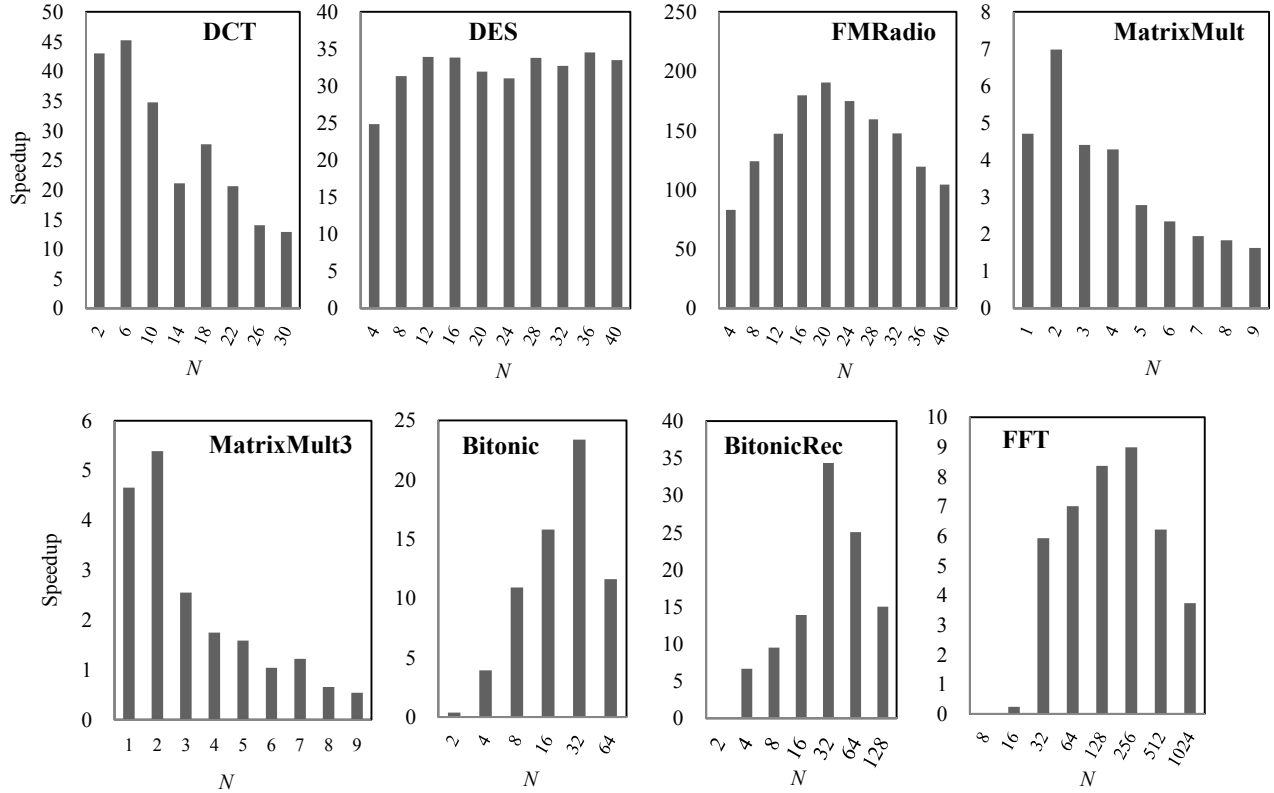 DCT
50
45
40
35
30
25
20
15
10
5
0
Speedup
2 6 10 14 18 22 26 30
N
DES
40
35
30
25
20
15
10
5
0
4 8 12 16 20 24 28 32 36 40
N
FMRadio
250
200
150
100
50
0
4 8 12 16 20 24 28 32 36 40
N
MatrixMult
8
7
6
5
4
3
2
1
0
1 2 3 4 5 6 7 8 9
N
MatrixMult3
6
5
4
3
2
1
0
Speedup
1 2 3 4 5 6 7 8 9
N
Bitonic
25
20
15
10
5
0
2 4 8 16 32 64
N
BitonicRec
40
35
30
25
20
15
10
5
0
2 4 8 16 32 64 128
N
FFT
10
9
8
7
6
5
4
3
2
1
0
8 16 32 64 128 256 512 1024
N